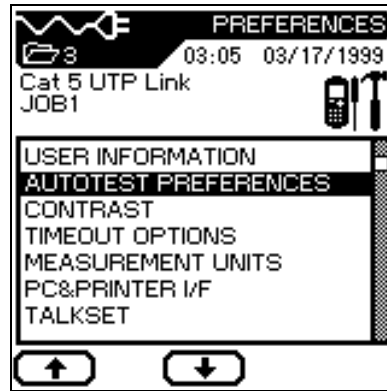 PREFERENCES
3 03:05 03/17/1999
Cat 5 UTP Link
JOB1
USER INFORMATION
AUTOTEST PREFERENCES
CONTRAST
TIMEOUT OPTIONS
MEASUREMENT UNITS
PC&PRINTER I/F
TALKSET